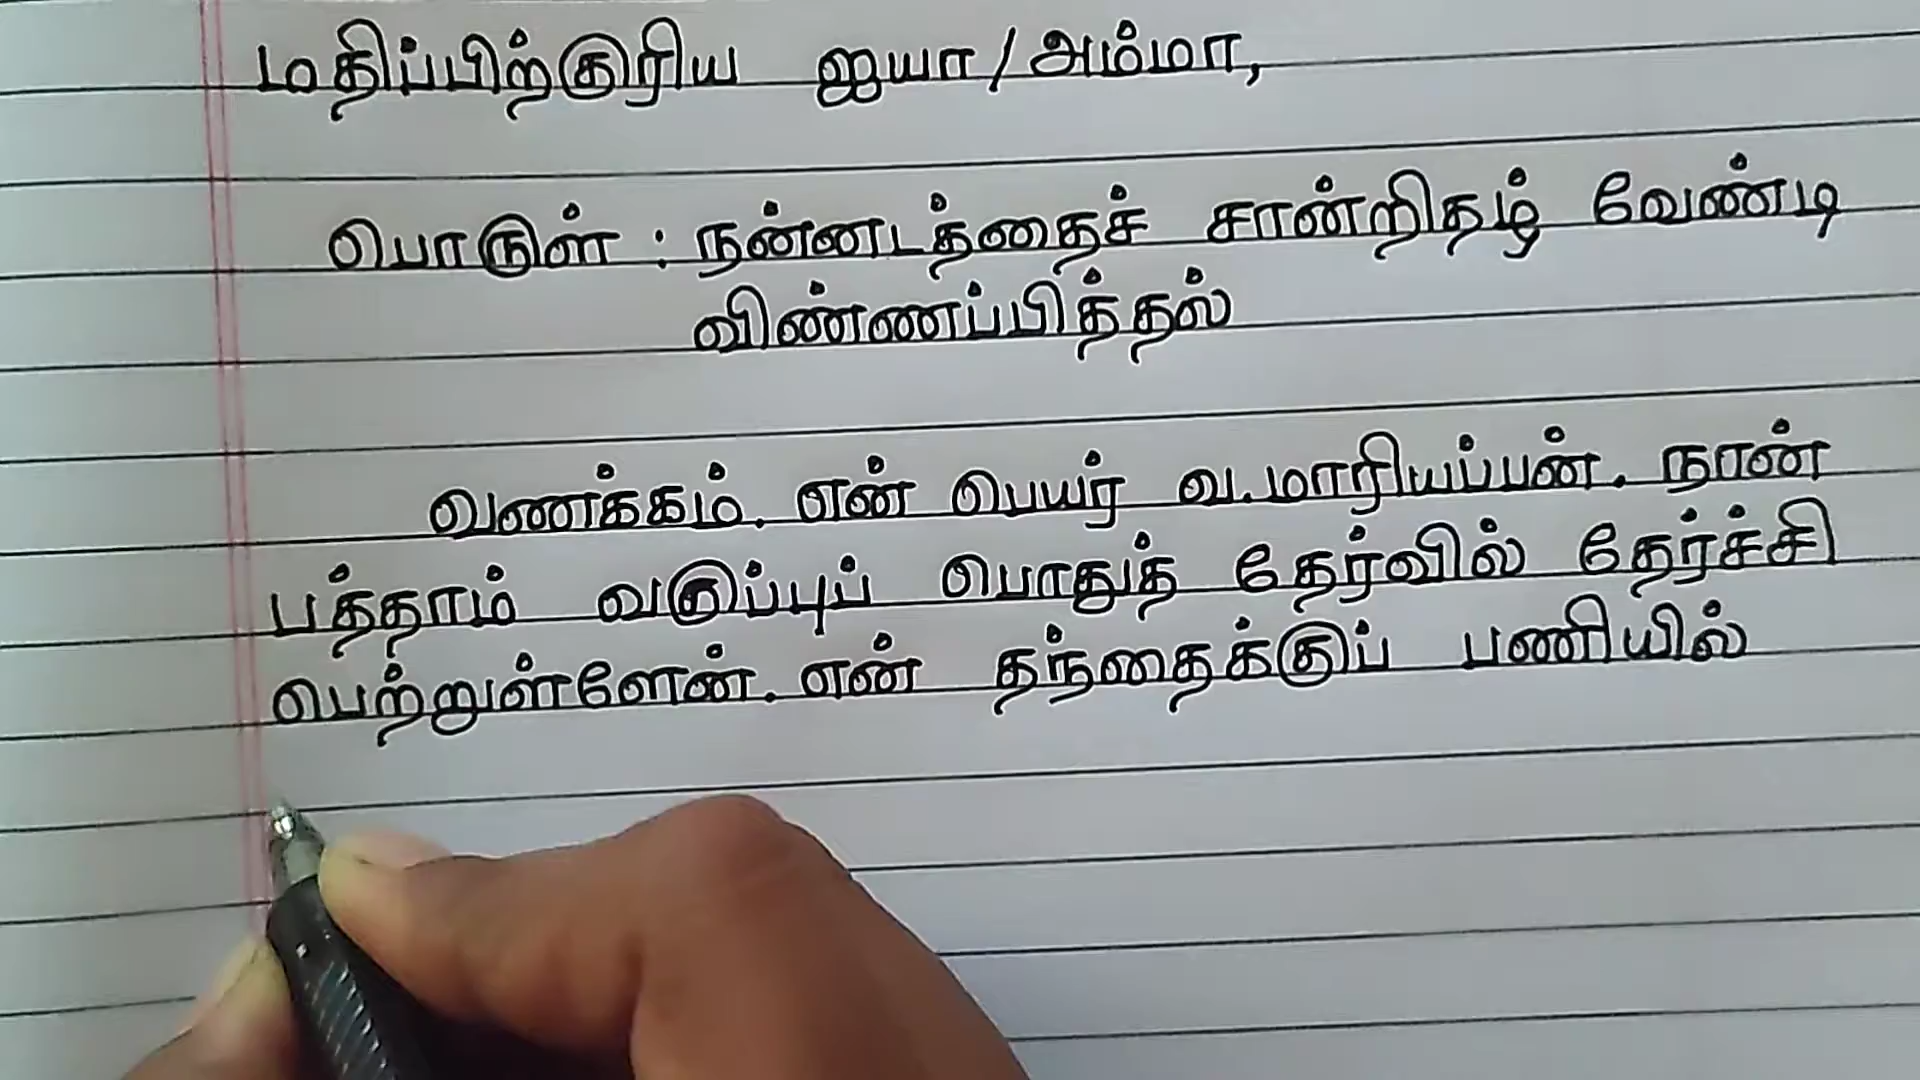 மதிப்பிற்குரிய ஐயா/அம்மா,
பொருள் : நன்னடத்தைச் சான்றிதழ் வேண்டி
விண்ணப்பித்தல்
வணக்கம். என் பெயர் வ.மாரியப்பன். நான்
பத்தாம் வகுப்புப் பொதுத் தேர்வில் தேர்ச்சி
பெற்றுள்ளேன். என் தந்தைக்குப் பணியில்